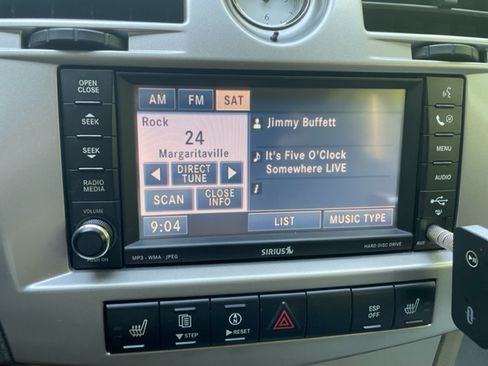 OPEN
CLOSE
SEEK
SEEK
RADIO
MEDIA
VOLUME
PUSH ON
AM FM SAT
Rock
24
Margaritaville
DIRECT
TUNE
SCAN
CLOSE
INFO
9:04
Jimmy Buffett
It's Five O'Clock
Somewhere LIVE
i
LIST
MUSIC TYPE
MENU
AUDIO
AUX
MP3 - WMA - JPEG
SIRIUS
HARD DISC DRIVE
STEP
N
RESET
ESP
OFF